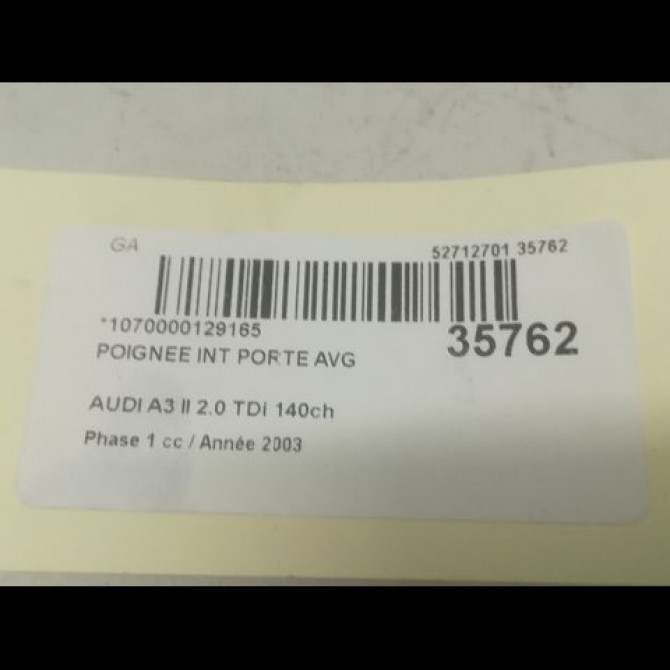 GA
52712701 35762
*1070000129165
35762
POIGNEE INT PORTE AVG
AUDI A3 II 2.0 TDi 140ch
Phase 1 cc / Année 2003